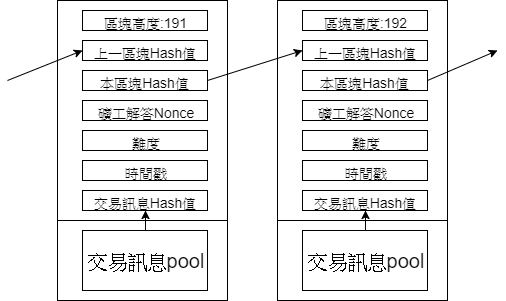 區塊高度:191
上一區塊Hash值
本區塊Hash值
礦工解答Nonce
難度
時間戳
交易訊息Hash值
交易訊息pool
區塊高度:192
上一區塊Hash值
本區塊Hash值
礦工解答Nonce
難度
時間戳
交易訊息Hash值
交易訊息pool